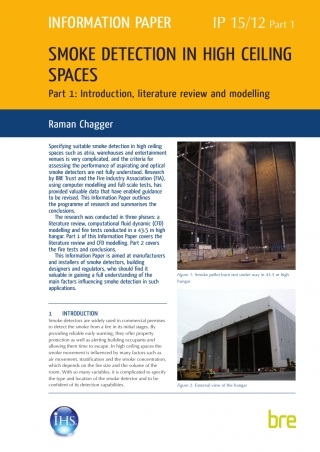 INFORMATION PAPER
IP 15/12 Part 1
SMOKE DETECTION IN HIGH CEILING
SPACES
Part 1: Introduction, literature review and modelling
Raman Chagger
Specifying suitable smoke detection in high ceiling
spaces such as atria, warehouses and entertainment
venues is very complicated, and the criteria for
assessing the performance of aspirating and optical
smoke detectors are not fully understood. Research
by BRE Trust and the Fire Industry Association (FIA),
using computer modelling and full-scale tests, has
provided valuable data that have enabled guidance
to be revised. This Information Paper outlines
the programme of research and summarises the
conclusions.
The research was conducted in three phases: a
literature review, computational fluid dynamic (CFD)
modelling and fire tests conducted in a 43.5 m high
hangar. Part 1 of this Information Paper covers the
literature review and CFD modelling. Part 2 covers
the fire tests and conclusions.
This Information Paper is aimed at manufacturers
and installers of smoke detectors, building
designers and regulators, who should find it
valuable in gaining a full understanding of the
main factors influencing smoke detection in such
applications.
1 INTRODUCTION
Smoke detectors are widely used in commercial premises
to detect the smoke from a fire in its initial stages. By
providing reliable early warning, they offer property
protection as well as alerting building occupants and
allowing them time to escape. In high ceiling spaces the
smoke movement is influenced by many factors such as
air movement, stratification and the smoke concentration,
which depends on the fire size and the volume of the
room. With so many variables, it is complicated to specify
the type and location of the smoke detector and to be
confident of its detection capabilities.
Figure 1: Smoke pellet burn test under way in 43.5 m high
hangar
Figure 2: External view of the hangar
IHS
bre